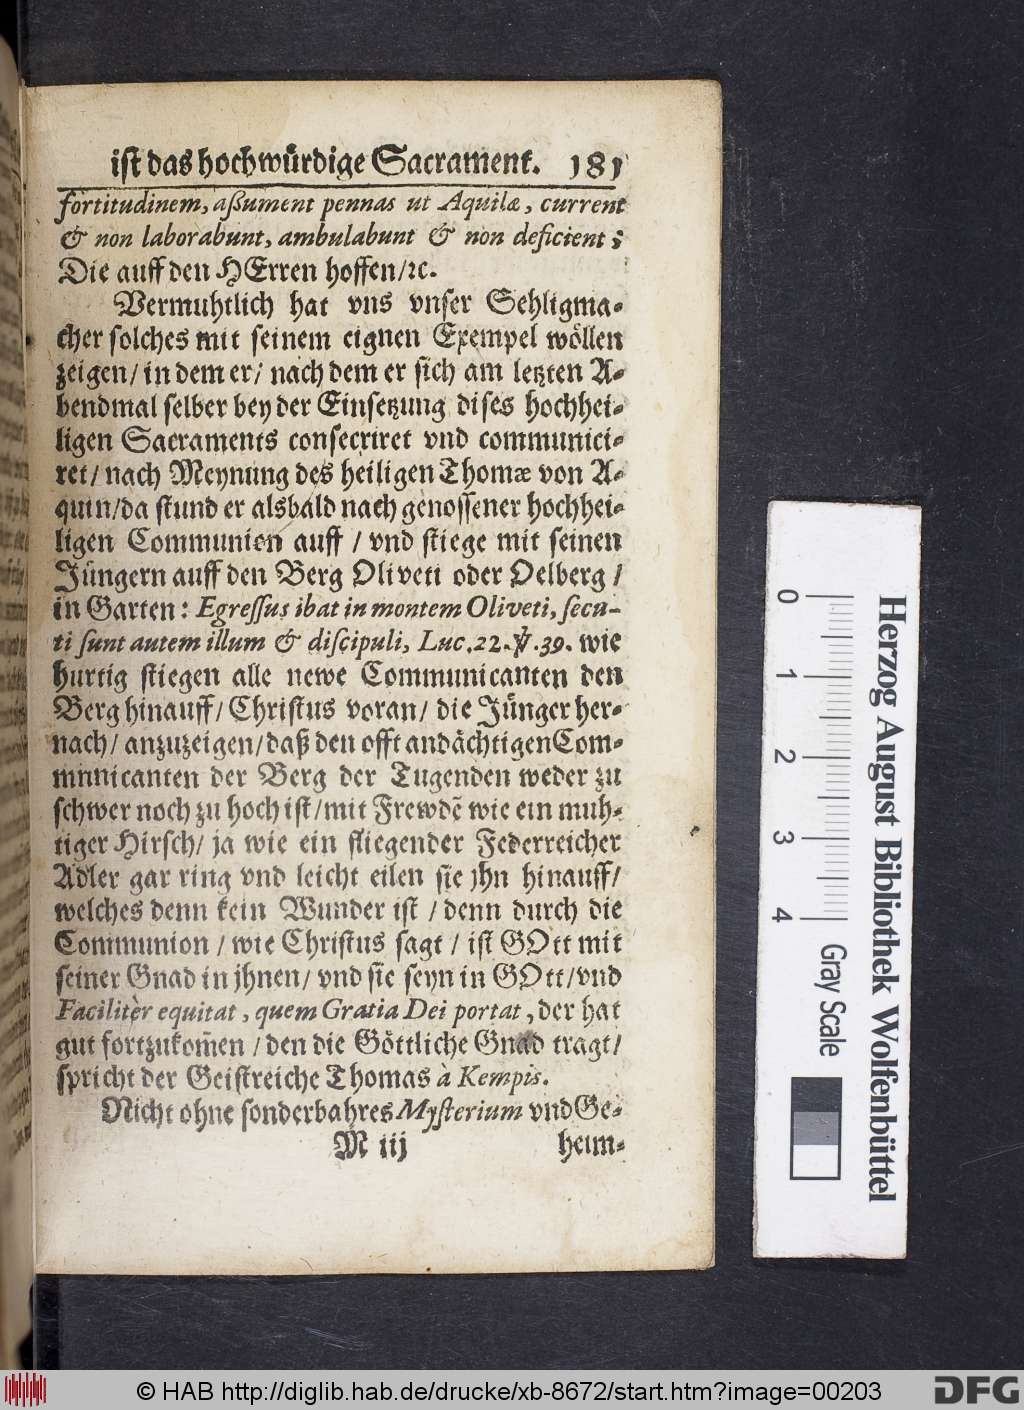 ist das hochwürdige Sacrament. 181
fortitudinem, aßument pennas ut Aquilæ, current
& non laborabunt, ambulabunt & non deficient;
Die auff den HErren hoffen/ꝛc.
Vermuhtlich hat vns vnser Sehligma-
cher solches mit seinem eignen Exempel wöllen
zeigen/ in dem er/ nach dem er sich am letzten A-
bendmal selber bey der Einsetzung dises hochhei-
ligen Sacraments consecriret vnd communici-
ret/ nach Meynung des heiligen Thomæ von A-
quin/da stund er alsbald nach genossener hochhei-
ligen Communion auff / vnd stiege mit seinen
Jüngern auff den Berg Oliveti oder Oelberg /
in Garten: Egressus ibat in montem Oliveti, secu-
ti sunt autem illum & discipuli, Luc.22.℣.39. wie
hurtig stiegen alle newe Communicanten den
Berg hinauff/ Christus voran/ die Jünger her-
nach/ anzuzeigen/daß den offt andächtigen Com-
municanten der Berg der Tugenden weder zu
schwer noch zu hoch ist/mit Frewdẽ wie ein muh-
tiger Hirsch/ ja wie ein fliegender Federreicher
Adler gar ring vnd leicht eilen sie jhn hinauff/
welches denn kein Wunder ist / denn durch die
Communion / wie Christus sagt / ist GOtt mit
seiner Gnad in jhnen/ vnd sie seyn in GOtt/vnd
Facilitèr equitat, quem Gratia Dei portat, der hat
gut fortzukom̃en /den die Göttliche Gnad tragt/
spricht der Geistreiche Thomas à Kempis.
Nicht ohne sonderbahres Mysterium vnd Ge-
M iij heim-
Herzog August Bibliothek Wolfenbüttel
0 1 2 3 4
Gray Scale
© HAB http://diglib.hab.de/drucke/xb-8672/start.htm?image=00203
DFG